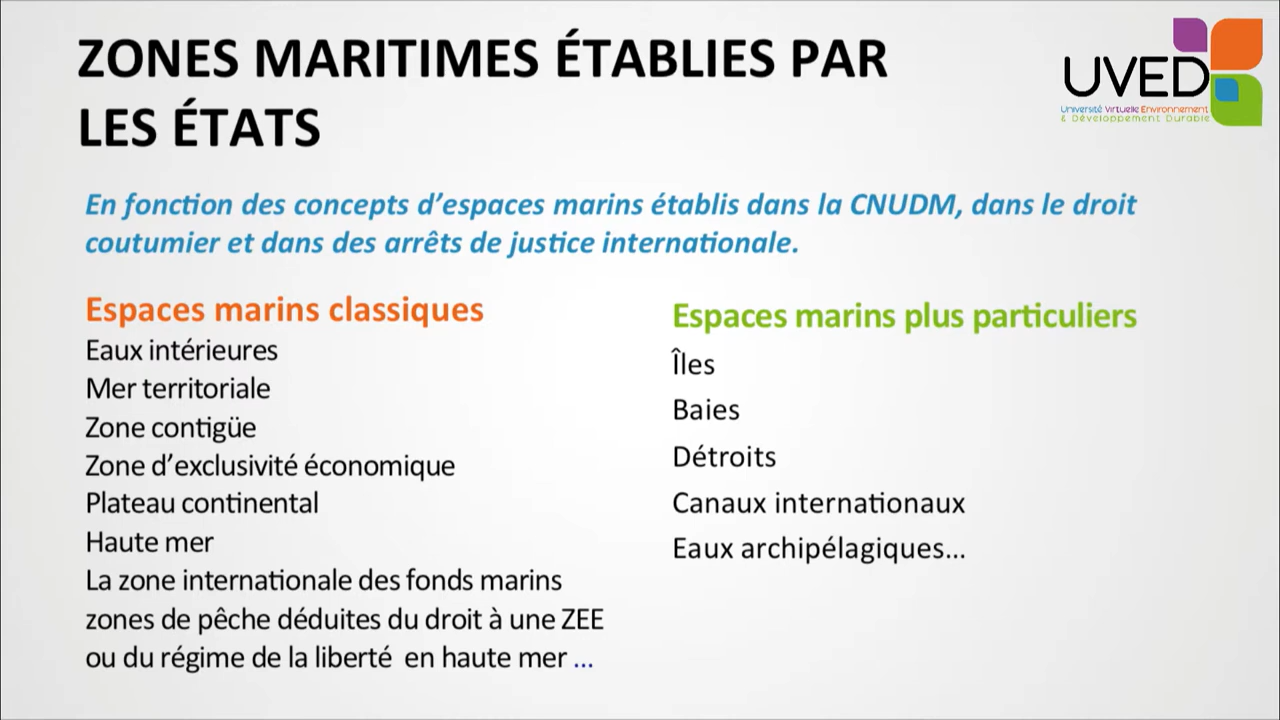 ZONES MARITIMES ÉTABLIES PAR
LES ÉTATS
UVED
Université Virtuelle Environnement
& Développement Durable
En fonction des concepts d’espaces marins établis dans la CNUDM, dans le droit
coutumier et dans des arrêts de justice internationale.
Espaces marins classiques
Eaux intérieures
Mer territoriale
Zone contigüe
Zone d’exclusivité économique
Plateau continental
Haute mer
La zone internationale des fonds marins
zones de pêche déduites du droit à une ZEE
ou du régime de la liberté en haute mer ...
Espaces marins plus particuliers
Îles
Baies
Détroits
Canaux internationaux
Eaux archipélagiques...